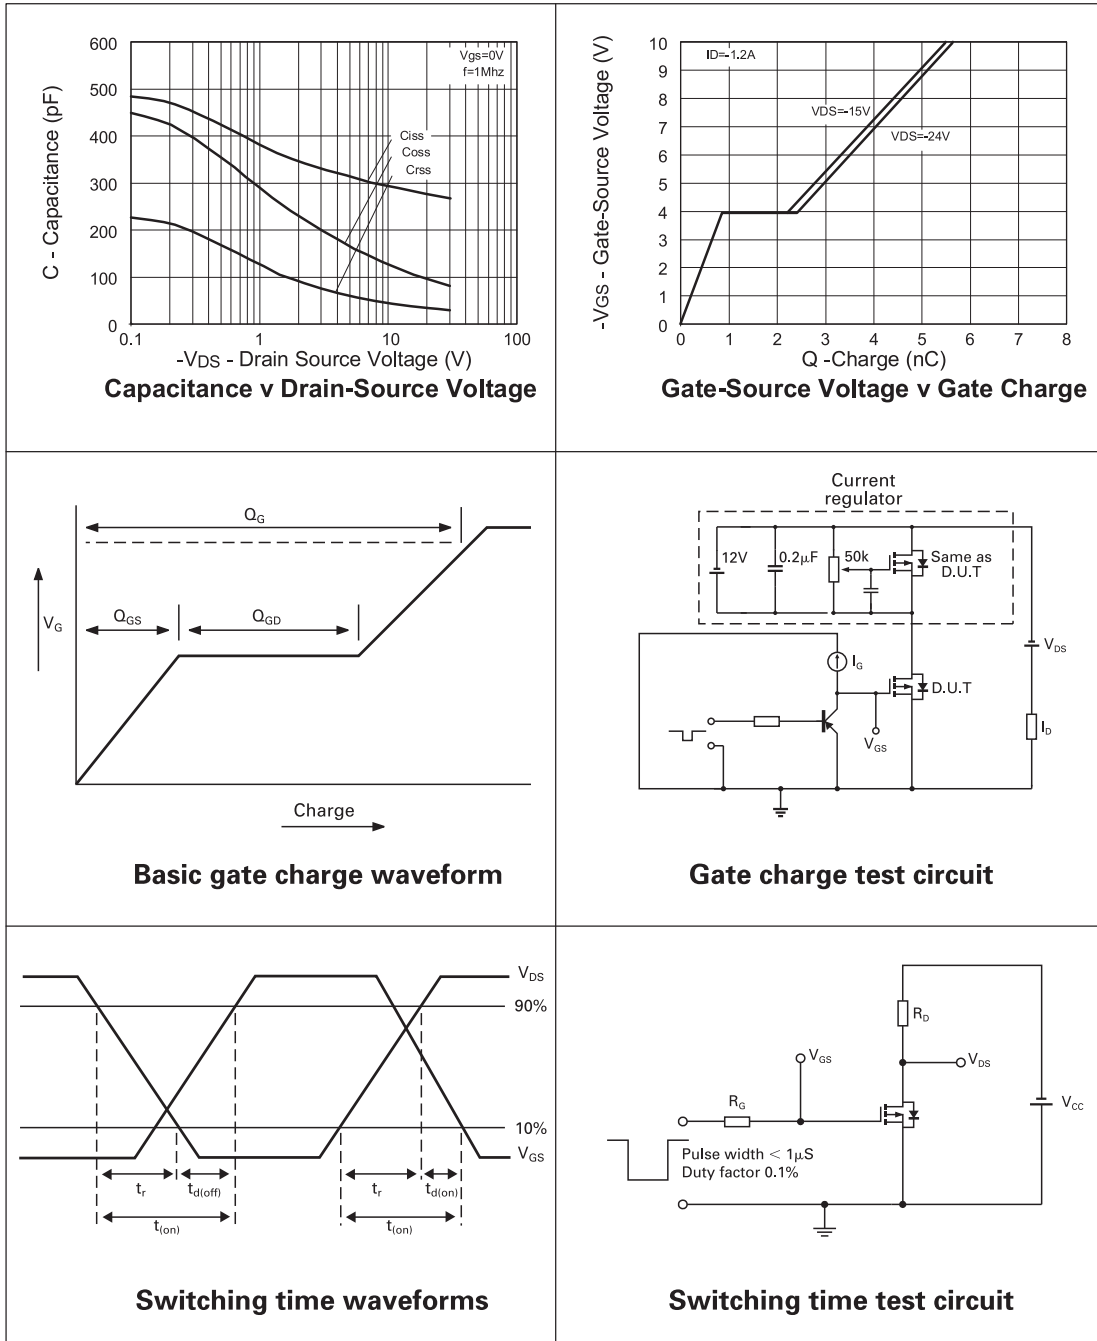 600
500
400
300
200
100
0
C - Capacitance (pF)
Vgs=0V
f=1Mhz
Ciss
Coss
Crss
0.1
1
10
100
-VDS - Drain Source Voltage (V)
Capacitance v Drain-Source Voltage
10
9
8
7
6
5
4
3
2
1
0
-VGS - Gate-Source Voltage (V)
ID=-1.2A
VDS=-15V
VDS=-24V
0 1 2 3 4 5 6 7 8
Q -Charge (nC)
Gate-Source Voltage v Gate Charge
QG
VG
QGS
QGD
Charge
Basic gate charge waveform
Current
regulator
12V
0.2µF
50k
Same as
D.U.T
IG
VDS
D.U.T
VGS
ID
Gate charge test circuit
VDS
90%
10%
VGS
tr
td(off)
t(on)
tr
td(on)
t(on)
Switching time waveforms
RD
VGS
VDS
RG
VCC
Pulse width < 1µS
Duty factor 0.1%
Switching time test circuit